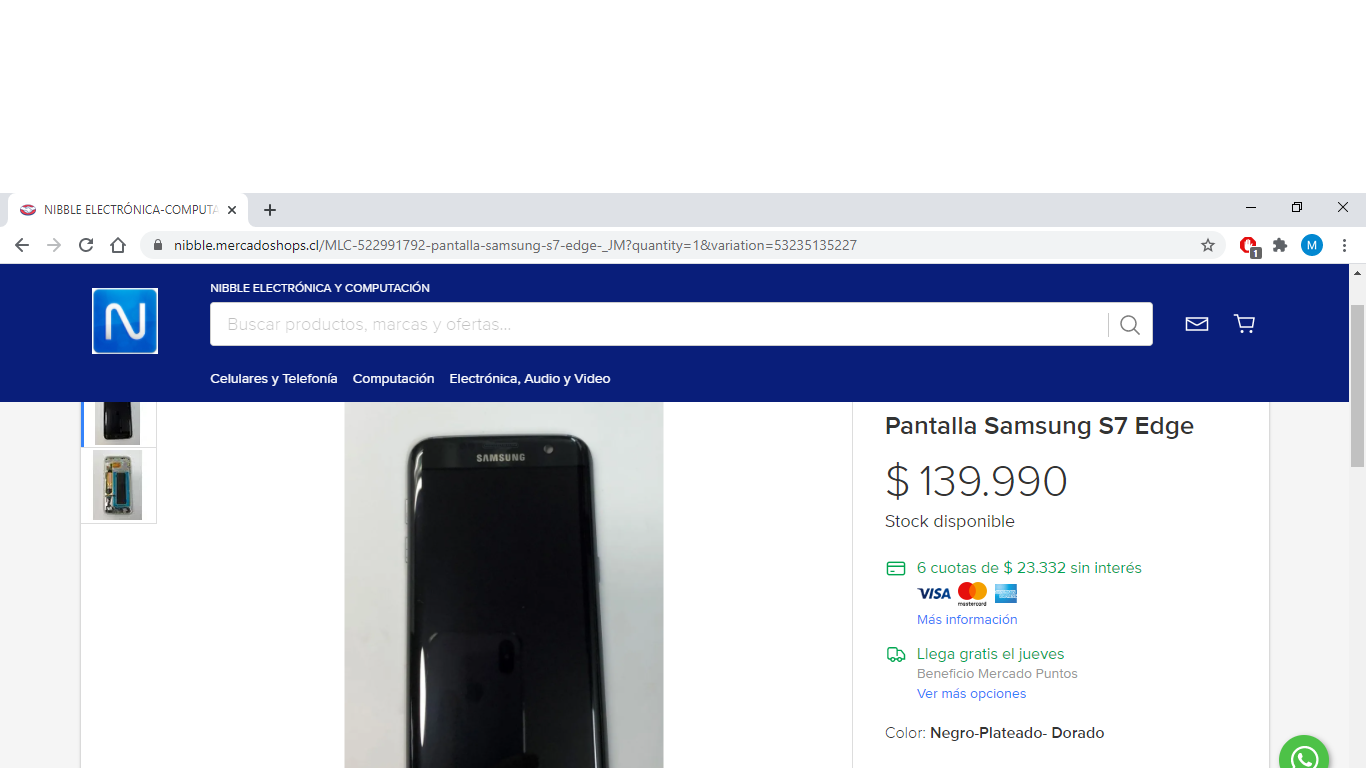 NIBBLE ELECTRÓNICA-COMPUTA
nibble.mercadoshops.cl/MLC-522991792-pantalla-samsung-s7-edge-_JM?quantity=1&variation=53235135227
1
M
NIBBLE ELECTRÓNICA Y COMPUTACIÓN
N
Buscar productos, marcas y ofertas...
Celulares y Telefonía Computación Electrónica, Audio y Video
SAMSUNG
Pantalla Samsung S7 Edge
$ 139.990
Stock disponible
6 cuotas de $ 23.332 sin interés
VISA mastercard
Más información
Llega gratis el jueves
Beneficio Mercado Puntos
Ver más opciones
Color: Negro-Plateado- Dorado